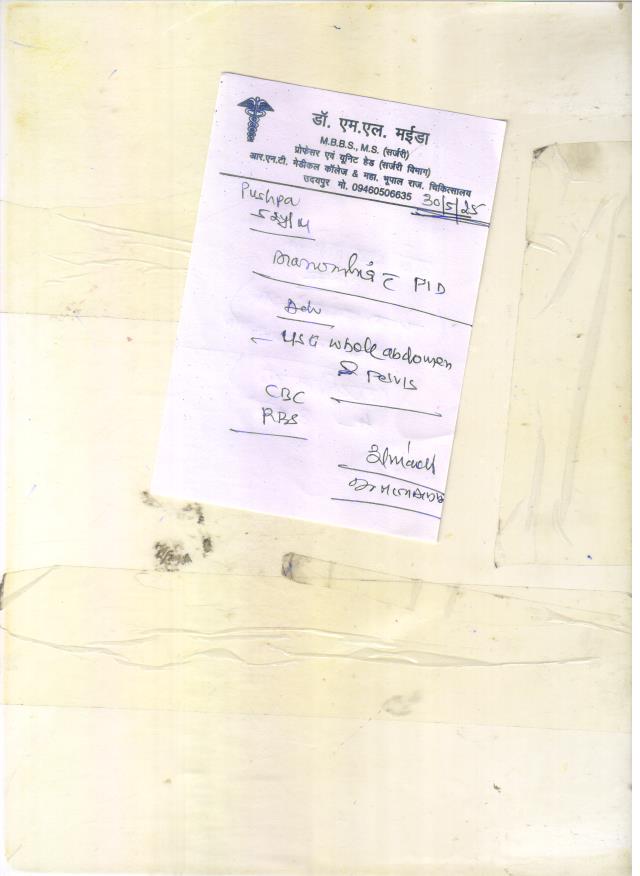 डॉ. एम.एल. मईडा
M.B.B.S., M.S. (सर्जरी)
प्रोफेसर एवं यूनिट हेड (सर्जरी विभाग)
आर.एन.टी. मेडीकल कॉलेज & महा. भूपाल राज. चिकित्सालय
उदयपुर मो. 09460506635
30/5/25
Pushpa
PID
Adv
USG whole abdomen
& Pelvis
CBC
RBS